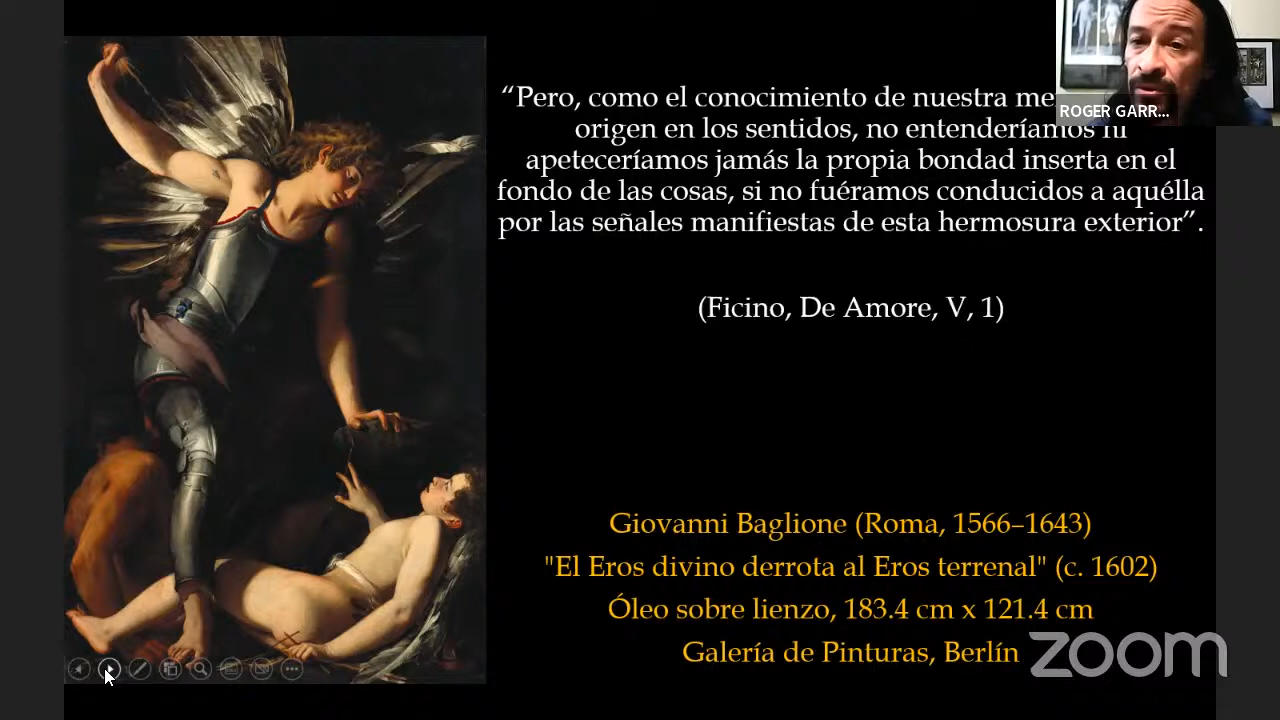 “Pero, como el conocimiento de nuestra
origen en los sentidos, no entenderíamos ni
apeteceríamos jamás la propia bondad inserta en el
fondo de las cosas, si no fuéramos conducidos a aquélla
por las señales manifiestas de esta hermosura exterior”.
(Ficino, De Amore, V, 1)
Giovanni Baglione (Roma, 1566–1643)
"El Eros divino derrota al Eros terrenal" (c. 1602)
Óleo sobre lienzo, 183.4 cm x 121.4 cm
Galería de Pinturas, Berlín
ROGER GARR...
zoom